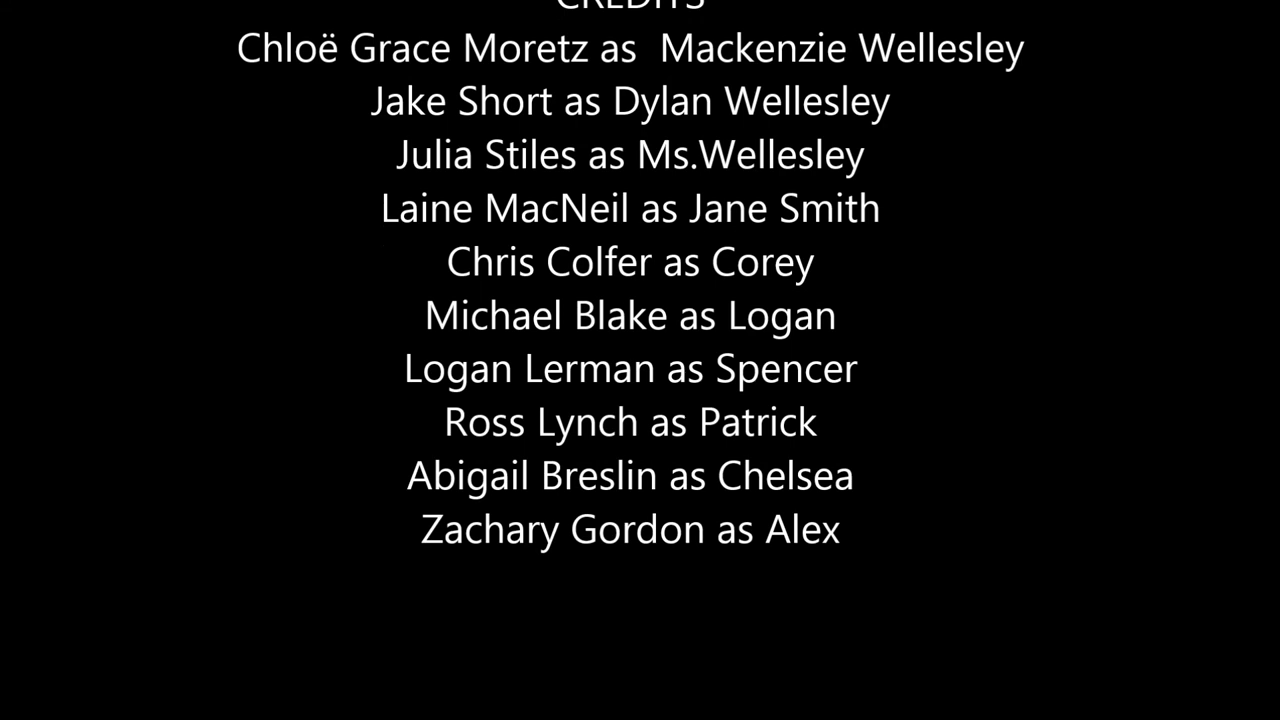 CREDITS
Chloë Grace Moretz as  Mackenzie Wellesley
Jake Short as Dylan Wellesley
Julia Stiles as Ms.Wellesley
Laine MacNeil as Jane Smith
Chris Colfer as Corey
Michael Blake as Logan
Logan Lerman as Spencer
Ross Lynch as Patrick
Abigail Breslin as Chelsea
Zachary Gordon as Alex